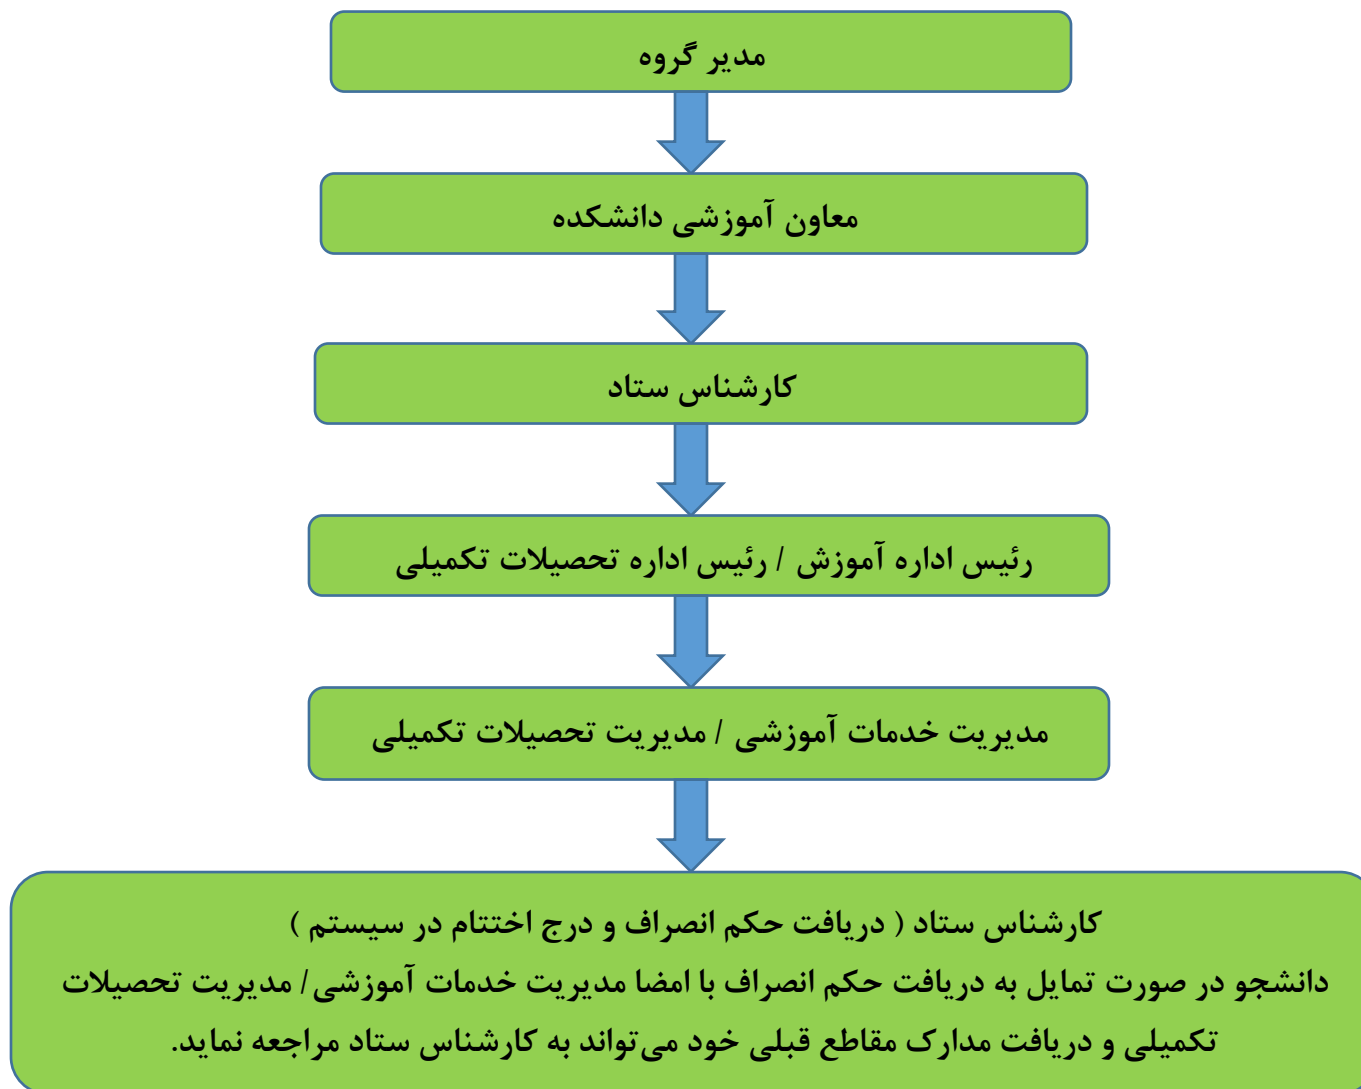 مدیر گروه
معاون آموزشی دانشکده
کارشناس ستاد
رئیس اداره آموزش / رئیس اداره تحصیلات تکمیلی
مدیریت خدمات آموزشی / مدیریت تحصیلات تکمیلی
کارشناس ستاد ( دریافت حکم انصراف و درج اختتام در سیستم )
دانشجو در صورت تمایل به دریافت حکم انصراف با امضا مدیریت خدمات آموزشی/ مدیریت تحصیلات
تکمیلی و دریافت مدارک مقاطع قبلی خود می‌تواند به کارشناس ستاد مراجعه نماید.